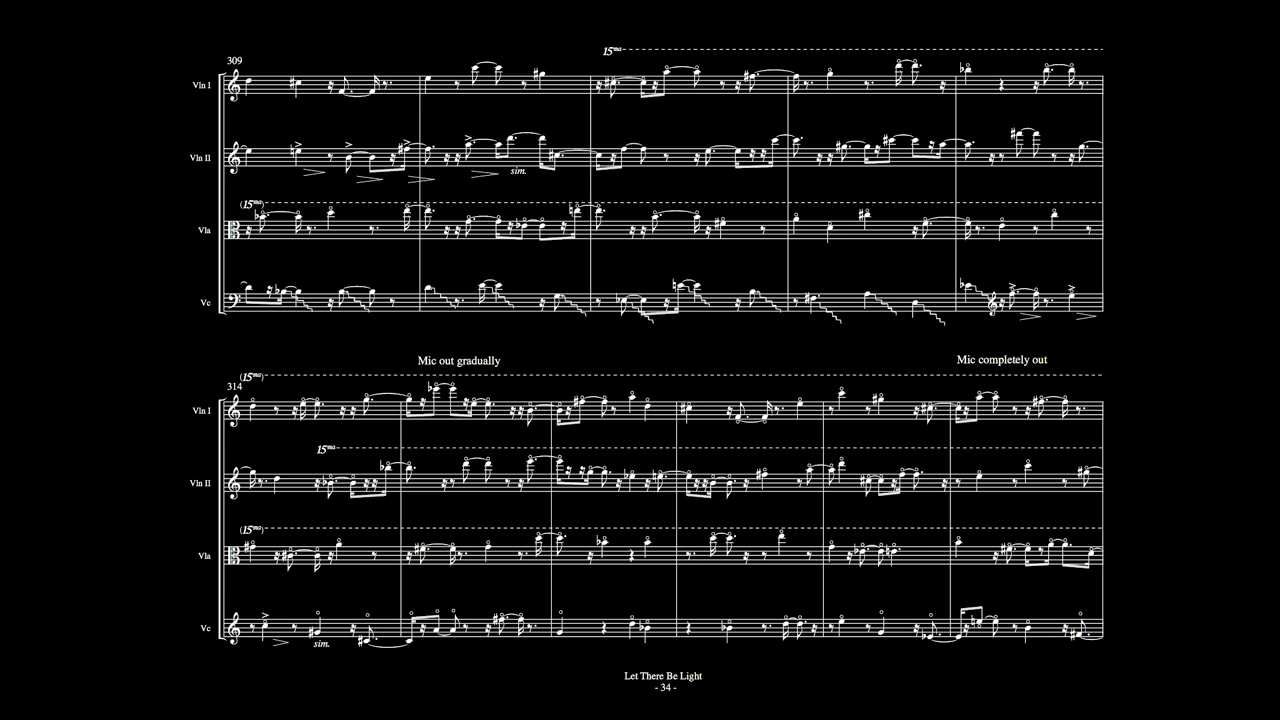 15ma
309
Vln I
Vln II
sim.
(15ma)
Vla
Vc
Mic out gradually
Mic completely out
(15ma)
314
Vln I
15ma
Vln II
(15ma)
Vla
Vc
sim.
Let There Be Light
- 34 -